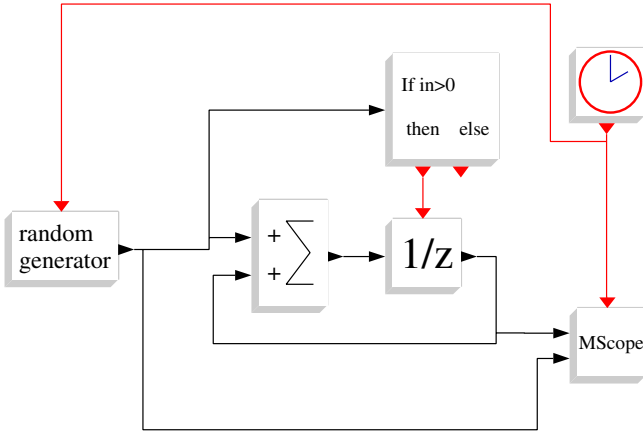 If in>0
then else
random
generator
+
+
Σ
1/z
MScope